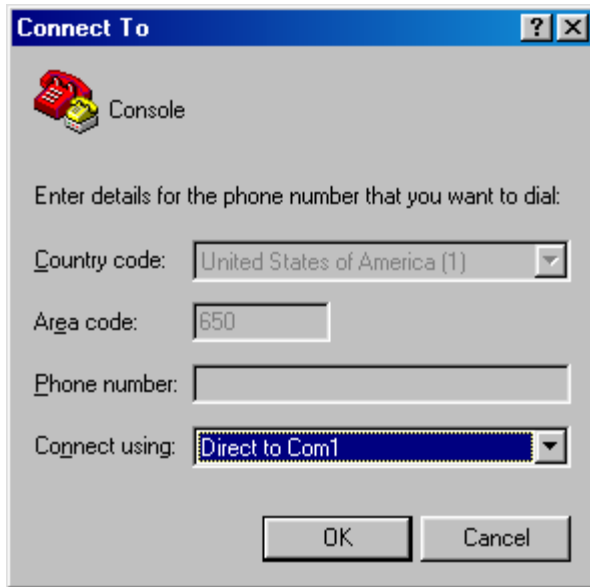 Connect To
Console
Enter details for the phone number that you want to dial:
Country code: United States of America (1)
Area code: 650
Phone number:
Connect using: Direct to Com1
OK Cancel